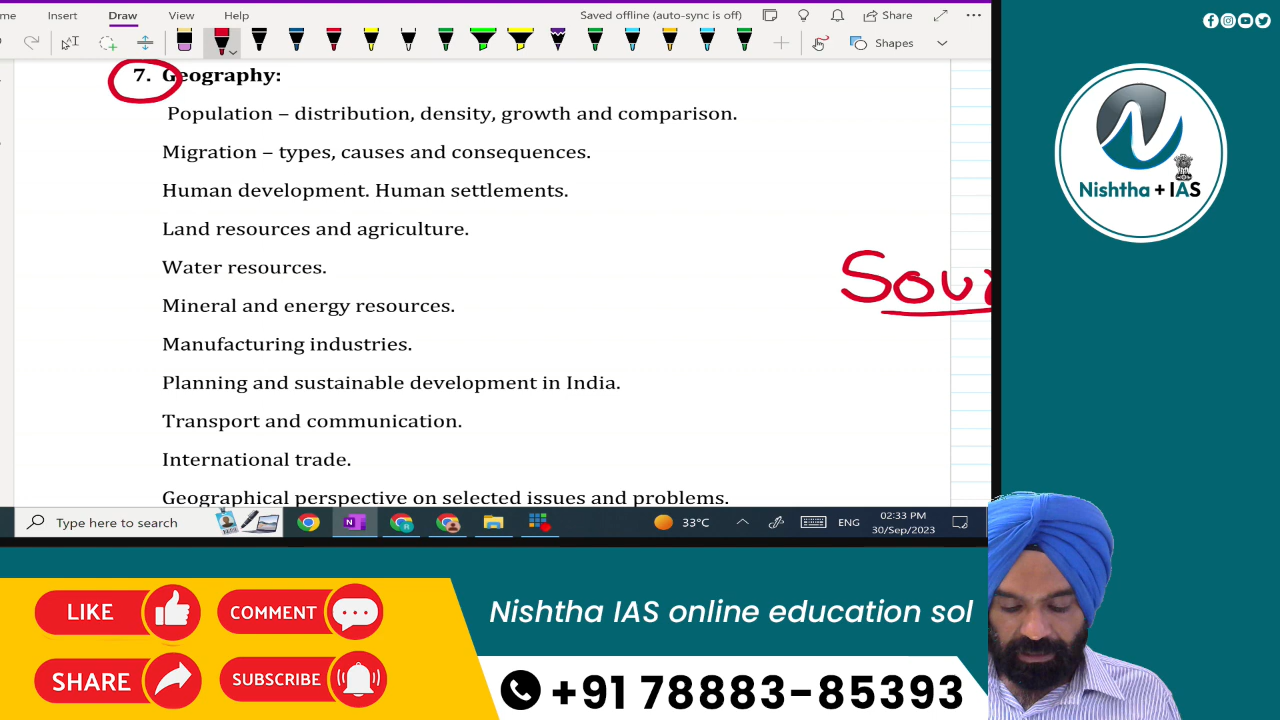 me Insert Draw View Help Saved offline (auto-sync is off) Share
Shapes
7. Geography:
Population – distribution, density, growth and comparison.
Migration – types, causes and consequences.
Human development. Human settlements.
Land resources and agriculture.
Water resources.
Mineral and energy resources.
Manufacturing industries.
Planning and sustainable development in India.
Transport and communication.
International trade.
Geographical perspective on selected issues and problems.
Nishtha + IAS
Type here to search 33°C ENG 02:33 PM
30/Sep/2023
LIKE COMMENT
SHARE SUBSCRIBE
Nishtha IAS online education sol
+91 78883-85393